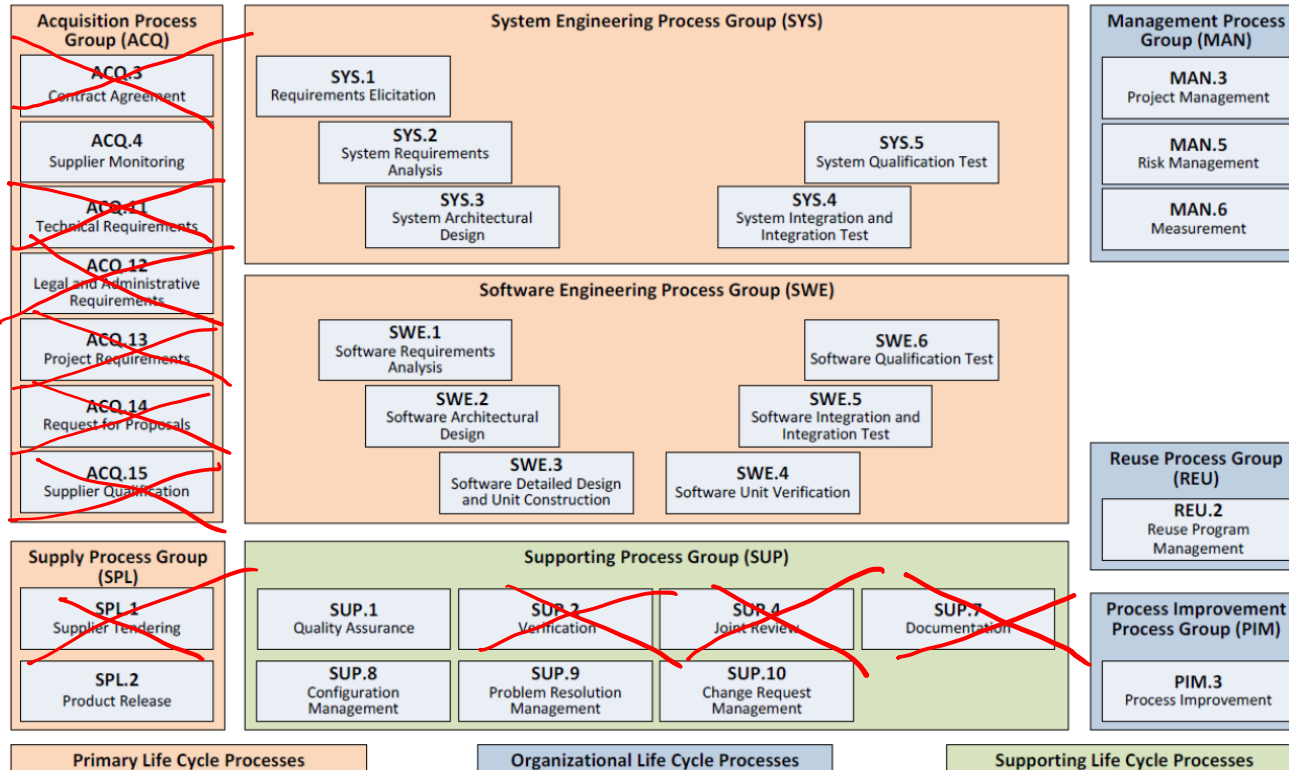 Acquisition Process
Group (ACQ)
ACQ.3
Contract Agreement
ACQ.4
Supplier Monitoring
ACQ.11
Technical Requirements
ACQ.12
Legal and Administrative
Requirements
ACQ.13
Project Requirements
ACQ.14
Request for Proposals
ACQ.15
Supplier Qualification
System Engineering Process Group (SYS)
SYS.1
Requirements Elicitation
SYS.2
System Requirements
Analysis
SYS.3
System Architectural
Design
SYS.5
System Qualification Test
SYS.4
System Integration and
Integration Test
Management Process
Group (MAN)
MAN.3
Project Management
MAN.5
Risk Management
MAN.6
Measurement
Software Engineering Process Group (SWE)
SWE.1
Software Requirements
Analysis
SWE.2
Software Architectural
Design
SWE.3
Software Detailed Design
and Unit Construction
SWE.6
Software Qualification Test
SWE.5
Software Integration and
Integration Test
SWE.4
Software Unit Verification
Reuse Process Group
(REU)
REU.2
Reuse Program
Management
Supply Process Group
(SPL)
SPL.1
Supplier Tendering
SPL.2
Product Release
Supporting Process Group (SUP)
SUP.1
Quality Assurance
SUP.2
Verification
SUP.4
Joint Review
SUP.7
Documentation
SUP.8
Configuration
Management
SUP.9
Problem Resolution
Management
SUP.10
Change Request
Management
Process Improvement
Process Group (PIM)
PIM.3
Process Improvement
Primary Life Cycle Processes
Organizational Life Cycle Processes
Supporting Life Cycle Processes